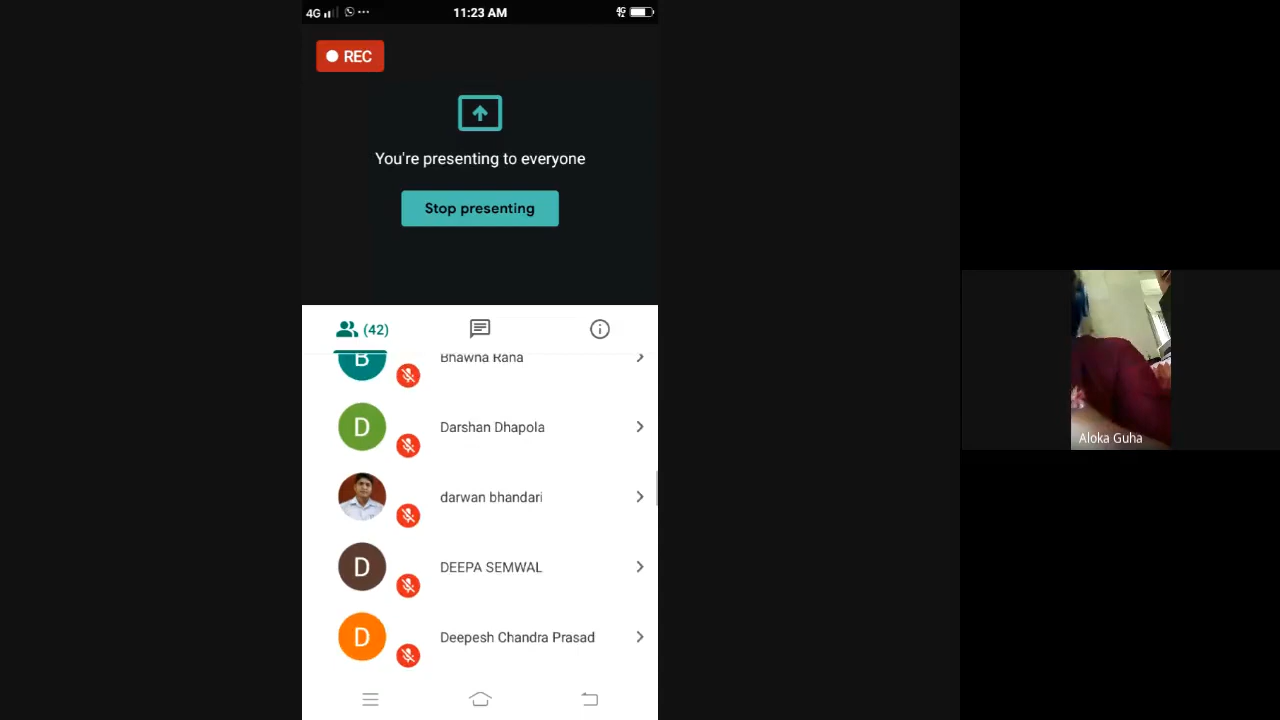 4G 11:23 AM 4G
REC
You're presenting to everyone
Stop presenting
(42)
B Bhawna Rana
D Darshan Dhapola
darwan bhandari
D DEEPA SEMWAL
D Deepesh Chandra Prasad
Aloka Guha